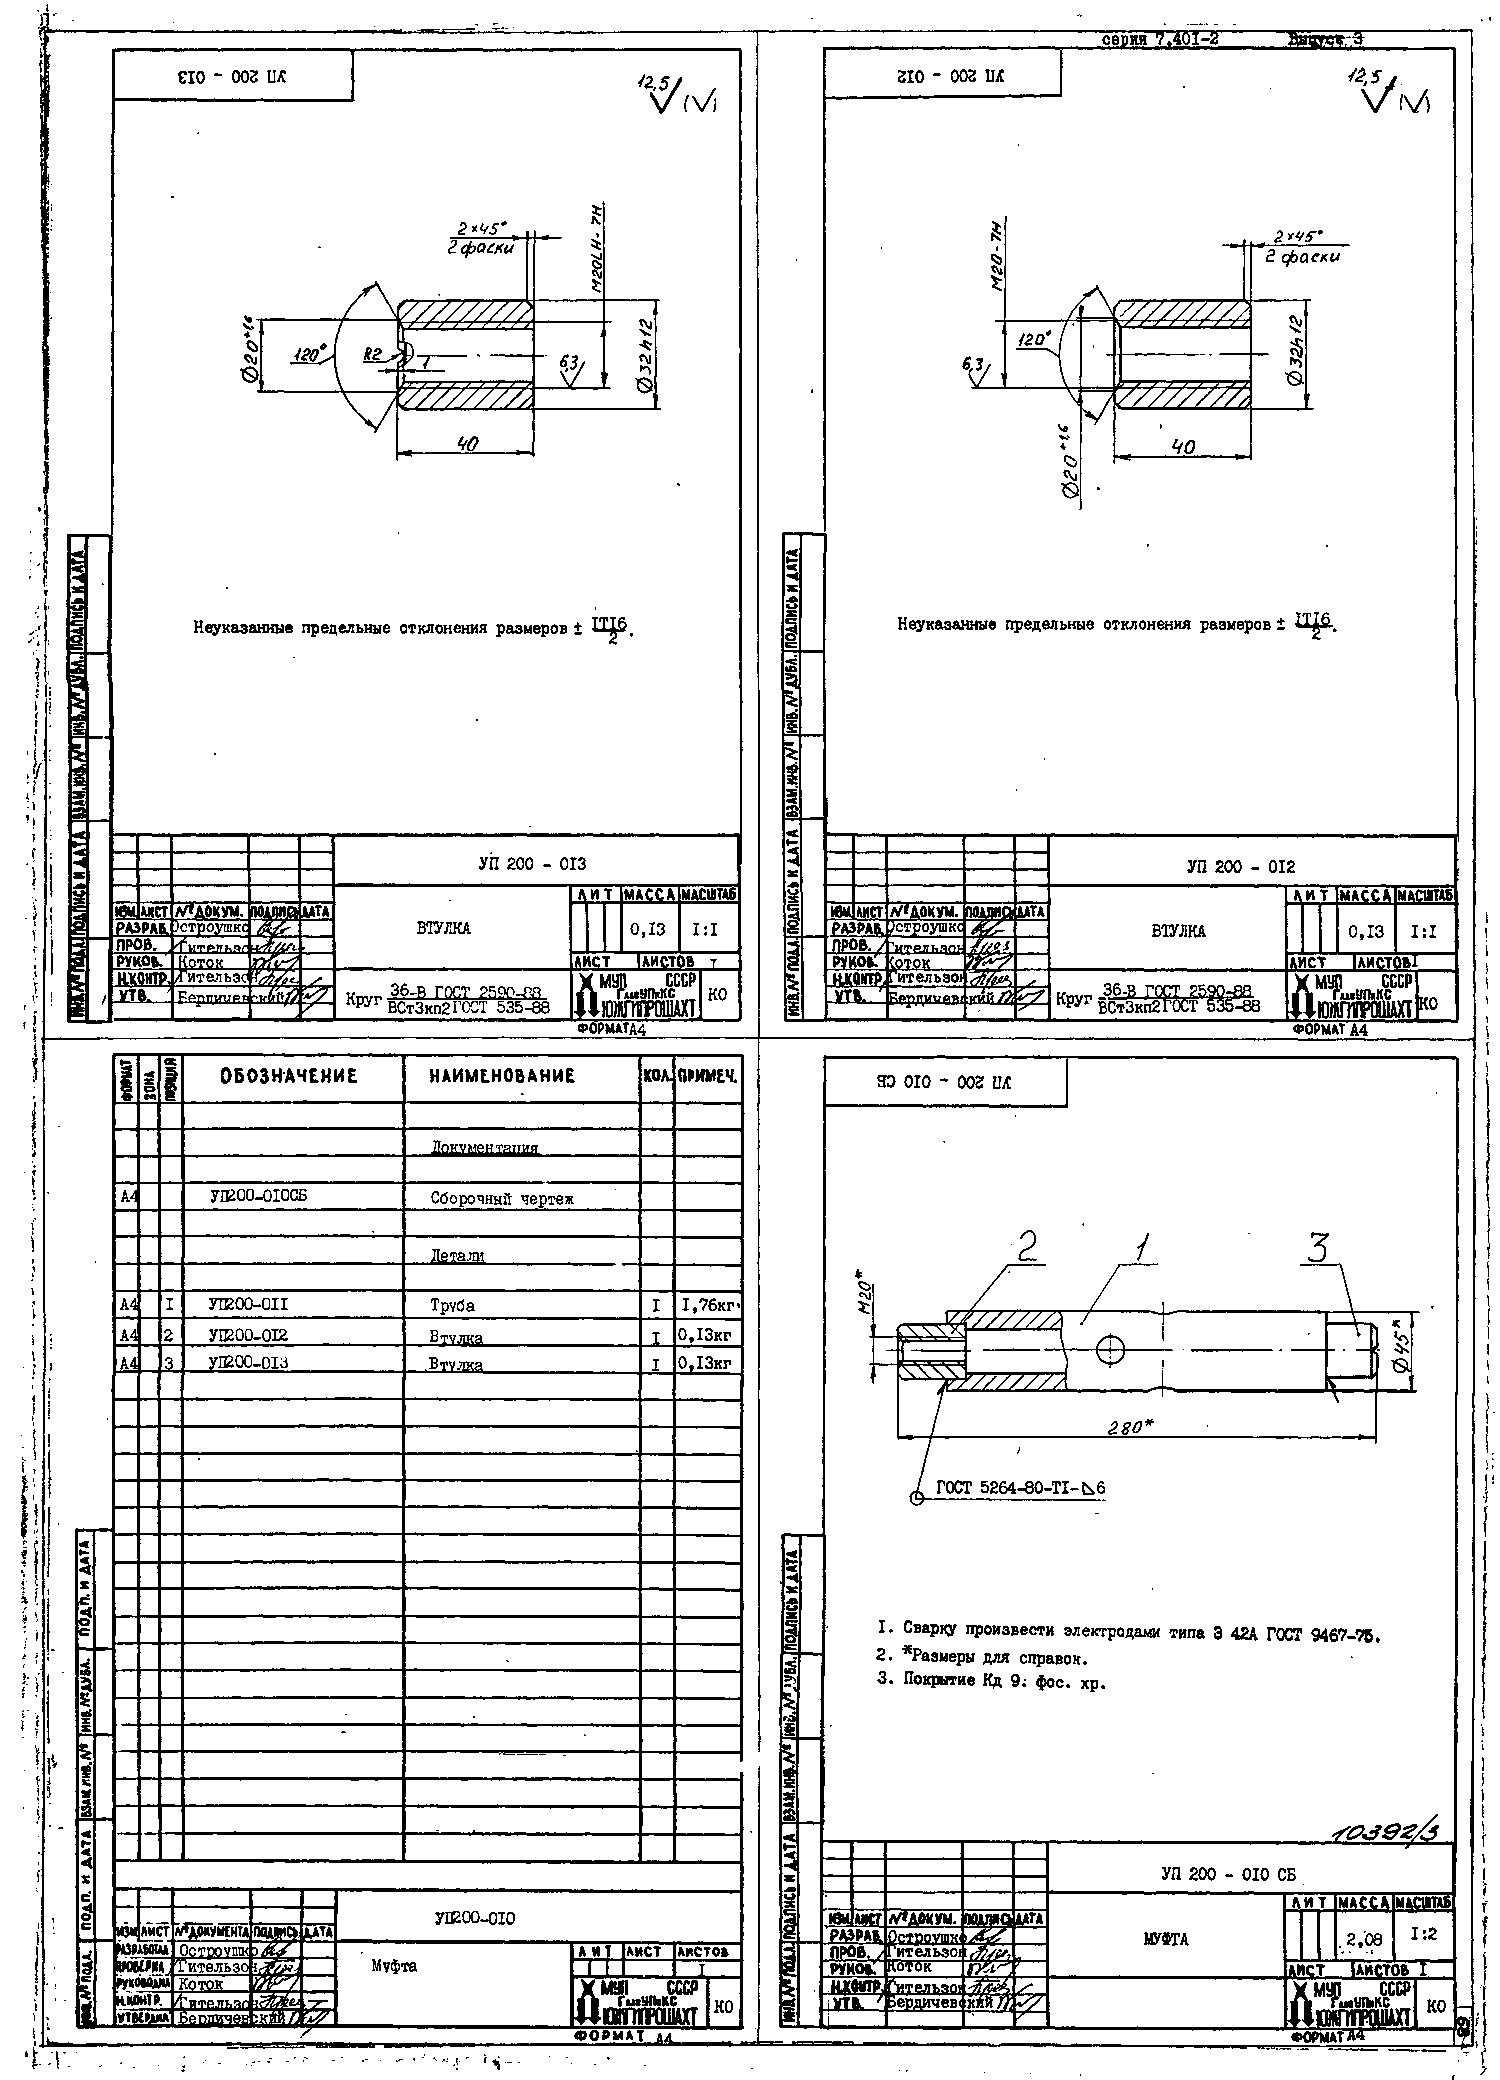 серия 7.401-2 Выпуск 3
УП 200 - 013
12,5
2×45°
2 фаски
M20LH-7H
Ø20+1,6
120°
R2
1
6,3
Ø32h12
40
Неуказанные предельные отклонения размеров ± IT16/2.
ПОДПИСЬ И ДАТА
ИНВ.№ ДУБЛ.
ВЗАМ.ИНВ.№
ПОДПИСЬ И ДАТА
ИНВ.№ ПОДЛ.
УП 200 - 013
ЛИТ МАССА МАСШТАБ
ИЗМ. ЛИСТ № ДОКУМ. ПОДПИСЬ ДАТА
РАЗРАБ. Остроушко
ПРОВ. Гительзон
РУКОВ. Коток
Н.КОНТР. Гительзон
УТВ. Бердичевский
ВТУЛКА
0,13 1:1
ЛИСТ ЛИСТОВ 1
Круг 36-В ГОСТ 2590-88
ВСт3кп2 ГОСТ 535-88
МУП СССР
ГлавУПиКС
ЮЖГИПРОШАХТ
КО
ФОРМАТ А4
УП 200 - 012
12,5
2×45°
2 фаски
M20-7H
120°
6,3
Ø20+1,6
Ø32h12
40
Неуказанные предельные отклонения размеров ± IT16/2.
ПОДПИСЬ И ДАТА
ИНВ.№ ДУБЛ.
ВЗАМ.ИНВ.№
ПОДПИСЬ И ДАТА
ИНВ.№ ПОДЛ.
УП 200 - 012
ЛИТ МАССА МАСШТАБ
ИЗМ. ЛИСТ № ДОКУМ. ПОДПИСЬ ДАТА
РАЗРАБ. Остроушко
ПРОВ. Гительзон
РУКОВ. Коток
Н.КОНТР. Гительзон
УТВ. Бердичевский
ВТУЛКА
0,13 1:1
ЛИСТ ЛИСТОВ 1
Круг 36-В ГОСТ 2590-88
ВСт3кп2 ГОСТ 535-88
МУП СССР
ГлавУПиКС
ЮЖГИПРОШАХТ
КО
ФОРМАТ А4
ФОРМАТ ЗОНА ПОЗИЦИЯ ОБОЗНАЧЕНИЕ НАИМЕНОВАНИЕ КОЛ. ПРИМЕЧ.
Документация
А4 УП200-010СБ Сборочный чертеж
Детали
А4 1 УП200-011 Труба 1 1,76кг
А4 2 УП200-012 Втулка 1 0,13кг
А4 3 УП200-013 Втулка 1 0,13кг
ПОДП. И ДАТА
ИНВ.№ ДУБЛ.
ВЗАМ.ИНВ.№
ПОДП. И ДАТА
ИНВ.№ ПОДЛ.
УП200-010
ИЗМ. ЛИСТ № ДОКУМЕНТА ПОДПИСЬ ДАТА
РАЗРАБОТАЛ Остроушко
ПРОВЕРИЛ Гительзон
РУКОВОДИЛ Коток
Н.КОНТР. Гительзон
УТВЕРДИЛ Бердичевский
Муфта
ЛИТ ЛИСТ ЛИСТОВ
1
МУП СССР
ГлавУПиКС
ЮЖГИПРОШАХТ
КО
ФОРМАТ А4
УП 200 - 010 СБ
2 1 3
M20*
Ø45*
280*
ГОСТ 5264-80-Т1-◺6
1. Сварку произвести электродами типа Э 42А ГОСТ 9467-75.
2. *Размеры для справок.
3. Покрытие Кд 9. фос. хр.
10392/3
ПОДПИСЬ И ДАТА
ИНВ.№ ДУБЛ.
ВЗАМ.ИНВ.№
ПОДПИСЬ И ДАТА
ИНВ.№ ПОДЛ.
УП 200 - 010 СБ
ЛИТ МАССА МАСШТАБ
ИЗМ. ЛИСТ № ДОКУМ. ПОДПИСЬ ДАТА
РАЗРАБ. Остроушко
ПРОВ. Гительзон
РУКОВ. Коток
Н.КОНТР. Гительзон
УТВ. Бердичевский
МУФТА
2,08 1:2
ЛИСТ ЛИСТОВ 1
МУП СССР
ГлавУПиКС
ЮЖГИПРОШАХТ
КО
ФОРМАТ А4